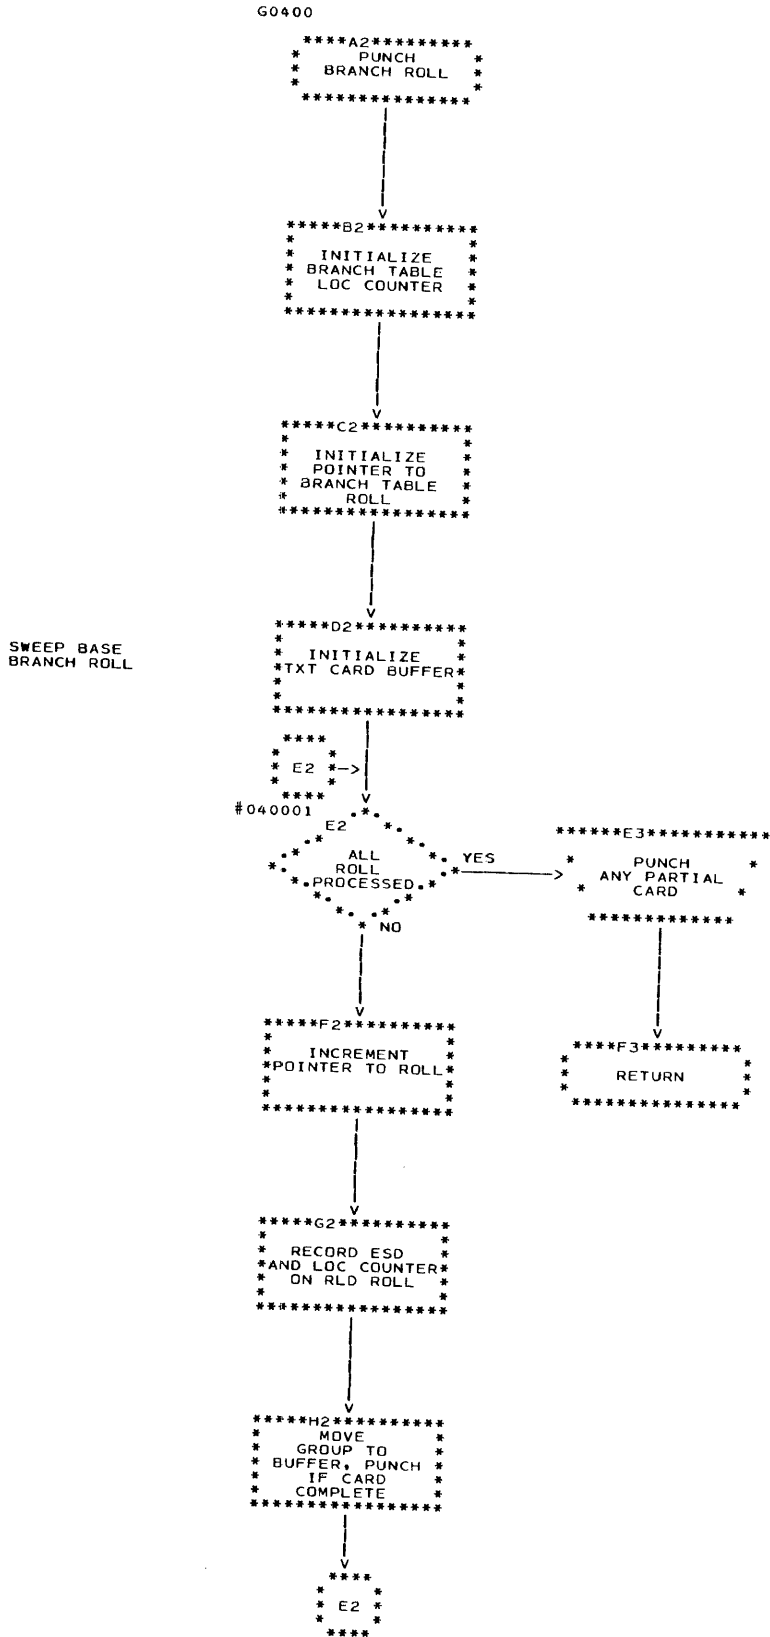 G0400
A2
PUNCH
BRANCH ROLL
B2
INITIALIZE
BRANCH TABLE
LOC COUNTER
C2
INITIALIZE
POINTER TO
BRANCH TABLE
ROLL
SWEEP BASE
BRANCH ROLL
D2
INITIALIZE
TXT CARD BUFFER
E2
#040001
E2
ALL
ROLL
PROCESSED
YES
NO
E3
PUNCH
ANY PARTIAL
CARD
F2
INCREMENT
POINTER TO ROLL
F3
RETURN
G2
RECORD ESD
AND LOC COUNTER
ON RLD ROLL
H2
MOVE
GROUP TO
BUFFER, PUNCH
IF CARD
COMPLETE
E2